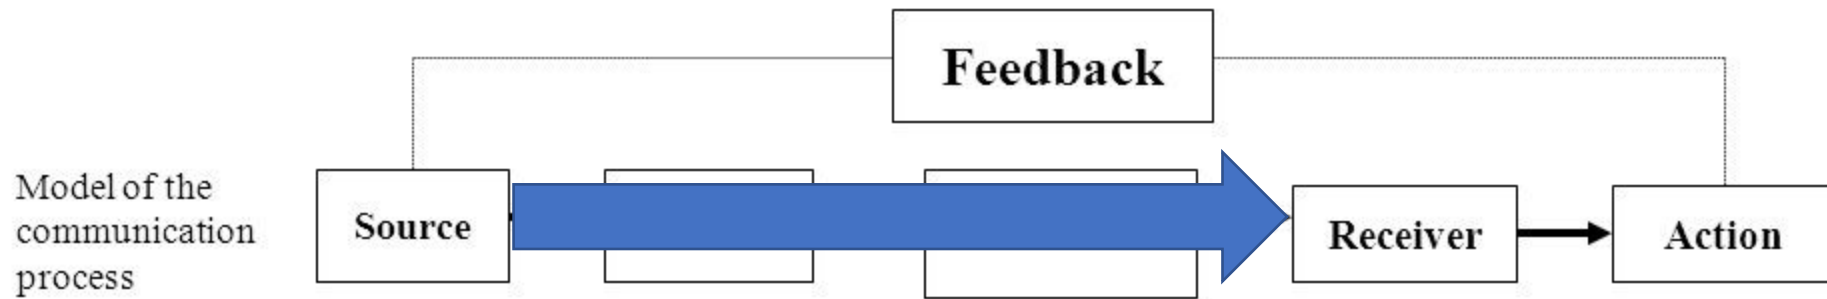 Feedback
Model of the
communication
process
Source
Receiver
Action